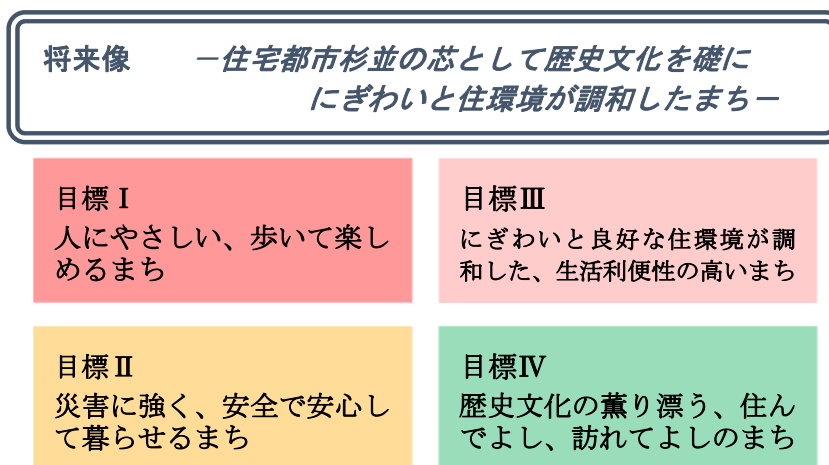 将来像　－住宅都市杉並の芯として歴史文化を礎に
にぎわいと住環境が調和したまち－
目標Ⅰ
人にやさしい、歩いて楽し
めるまち
目標Ⅲ
にぎわいと良好な住環境が調
和した、生活利便性の高いまち
目標Ⅱ
災害に強く、安全で安心し
て暮らせるまち
目標Ⅳ
歴史文化の薫り漂う、住ん
でよし、訪れてよしのまち